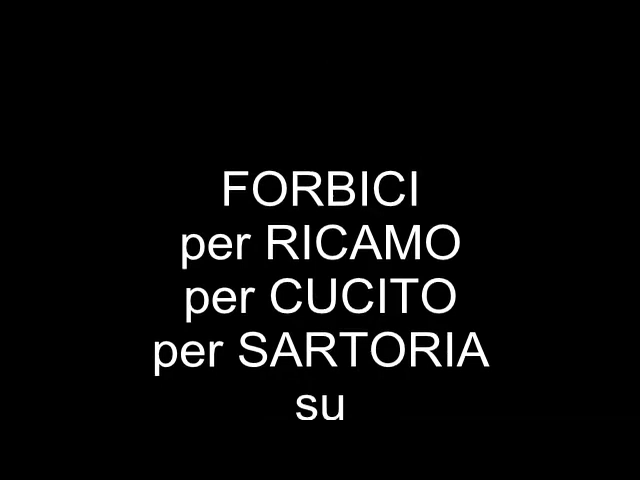 FORBICI
per RICAMO
per CUCITO
per SARTORIA
su